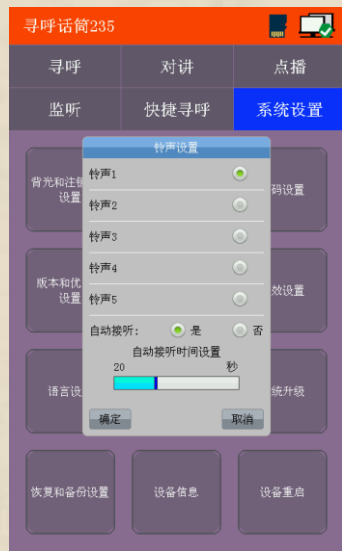 寻呼话筒235
寻呼 对讲 点播
监听 快捷寻呼 系统设置
铃声设置
背光和注
设置
码设置
铃声1
铃声2
铃声3
铃声4
铃声5
版本和优
设置
效设置
自动接听: 是 否
自动接听时间设置
20 秒
语言设
统升级
确定 取消
恢复和备份设置 设备信息 设备重启